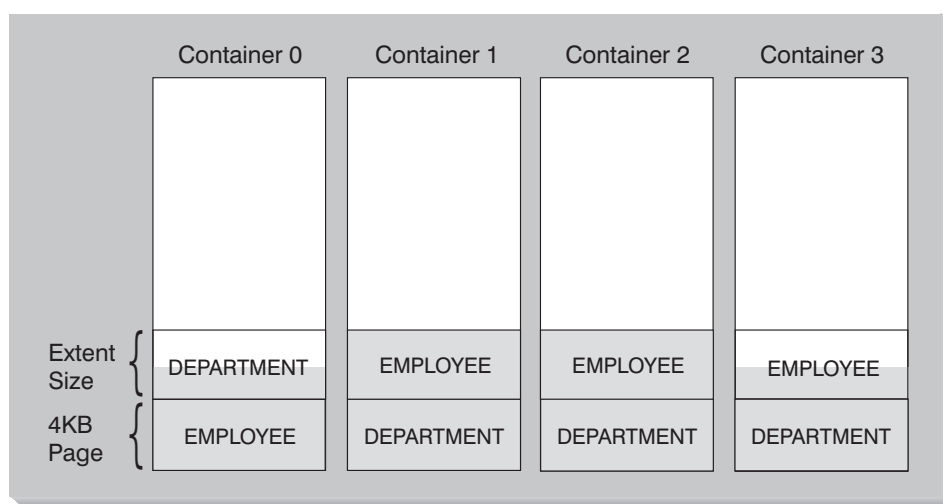 Container 0 Container 1 Container 2 Container 3
Extent
Size
DEPARTMENT EMPLOYEE EMPLOYEE EMPLOYEE
4KB
Page
EMPLOYEE DEPARTMENT DEPARTMENT DEPARTMENT